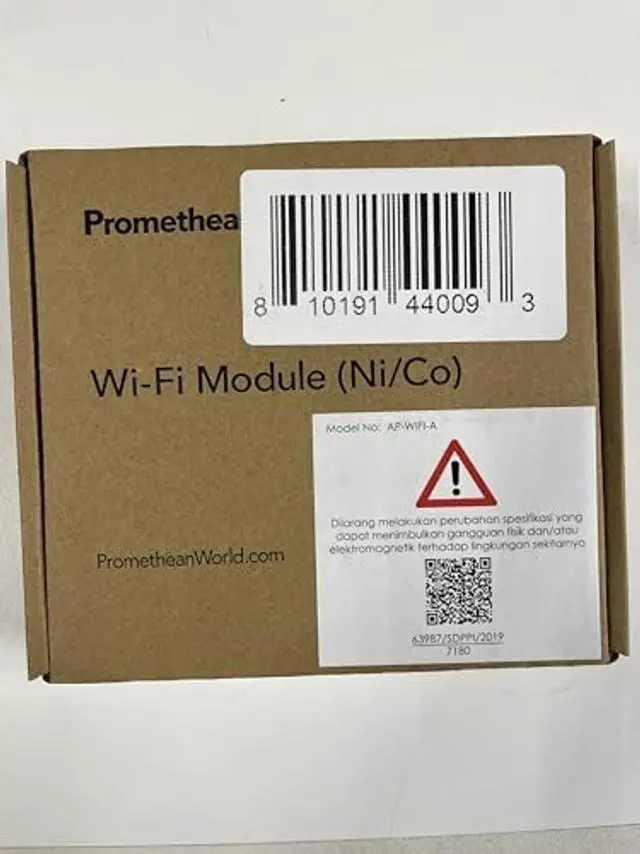 Promethea
8 10191 44009 3
Wi-Fi Module (Ni/Co)
Model No: AP-WIFI-A
!
Dilarang melakukan perubahan spesifikasi yang
dapat menimbulkan gangguan fisik dan/atau
elektromagnetik terhadap lingkungan sekitarnya
PrometheanWorld.com
63987/SDPPI/2019
7180